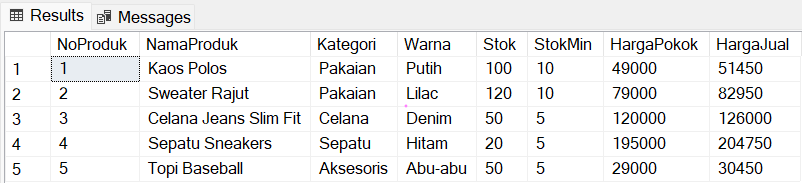 Results Messages
NoProduk NamaProduk Kategori Warna Stok StokMin HargaPokok HargaJual
1 1 Kaos Polos Pakaian Putih 100 10 49000 51450
2 2 Sweater Rajut Pakaian Lilac 120 10 79000 82950
3 3 Celana Jeans Slim Fit Celana Denim 50 5 120000 126000
4 4 Sepatu Sneakers Sepatu Hitam 20 5 195000 204750
5 5 Topi Baseball Aksesoris Abu-abu 50 5 29000 30450